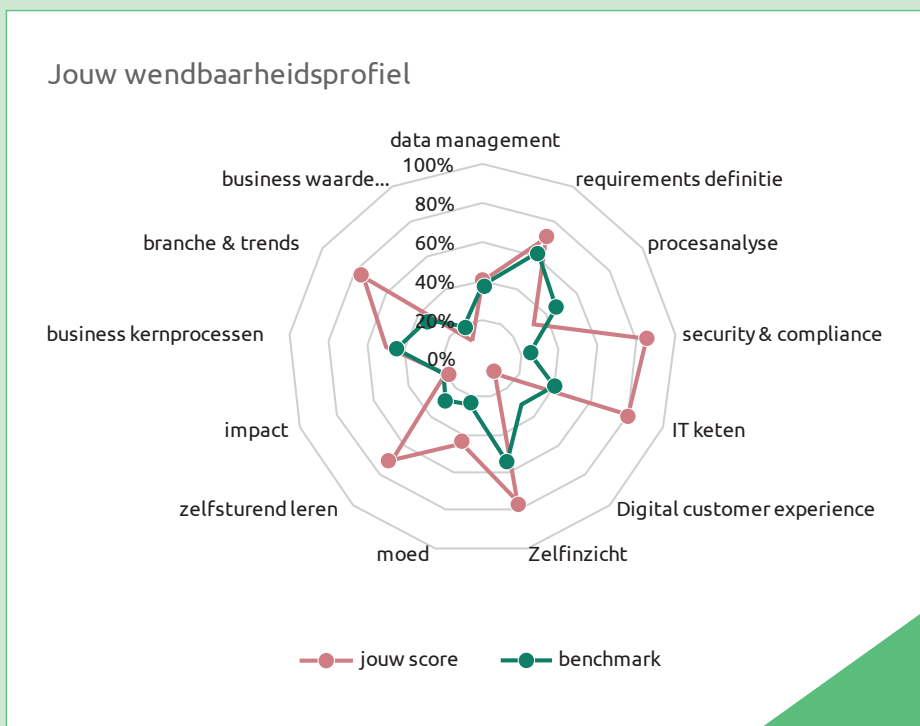 Jouw wendbaarheidsprofiel
data management
100%
business waarde...
requirements definitie
80%
branche & trends
procesanalyse
60%
40%
20%
business kernprocessen
security & compliance
0%
impact
IT keten
zelfsturend leren
Digital customer experience
moed
Zelfinzicht
jouw score
benchmark